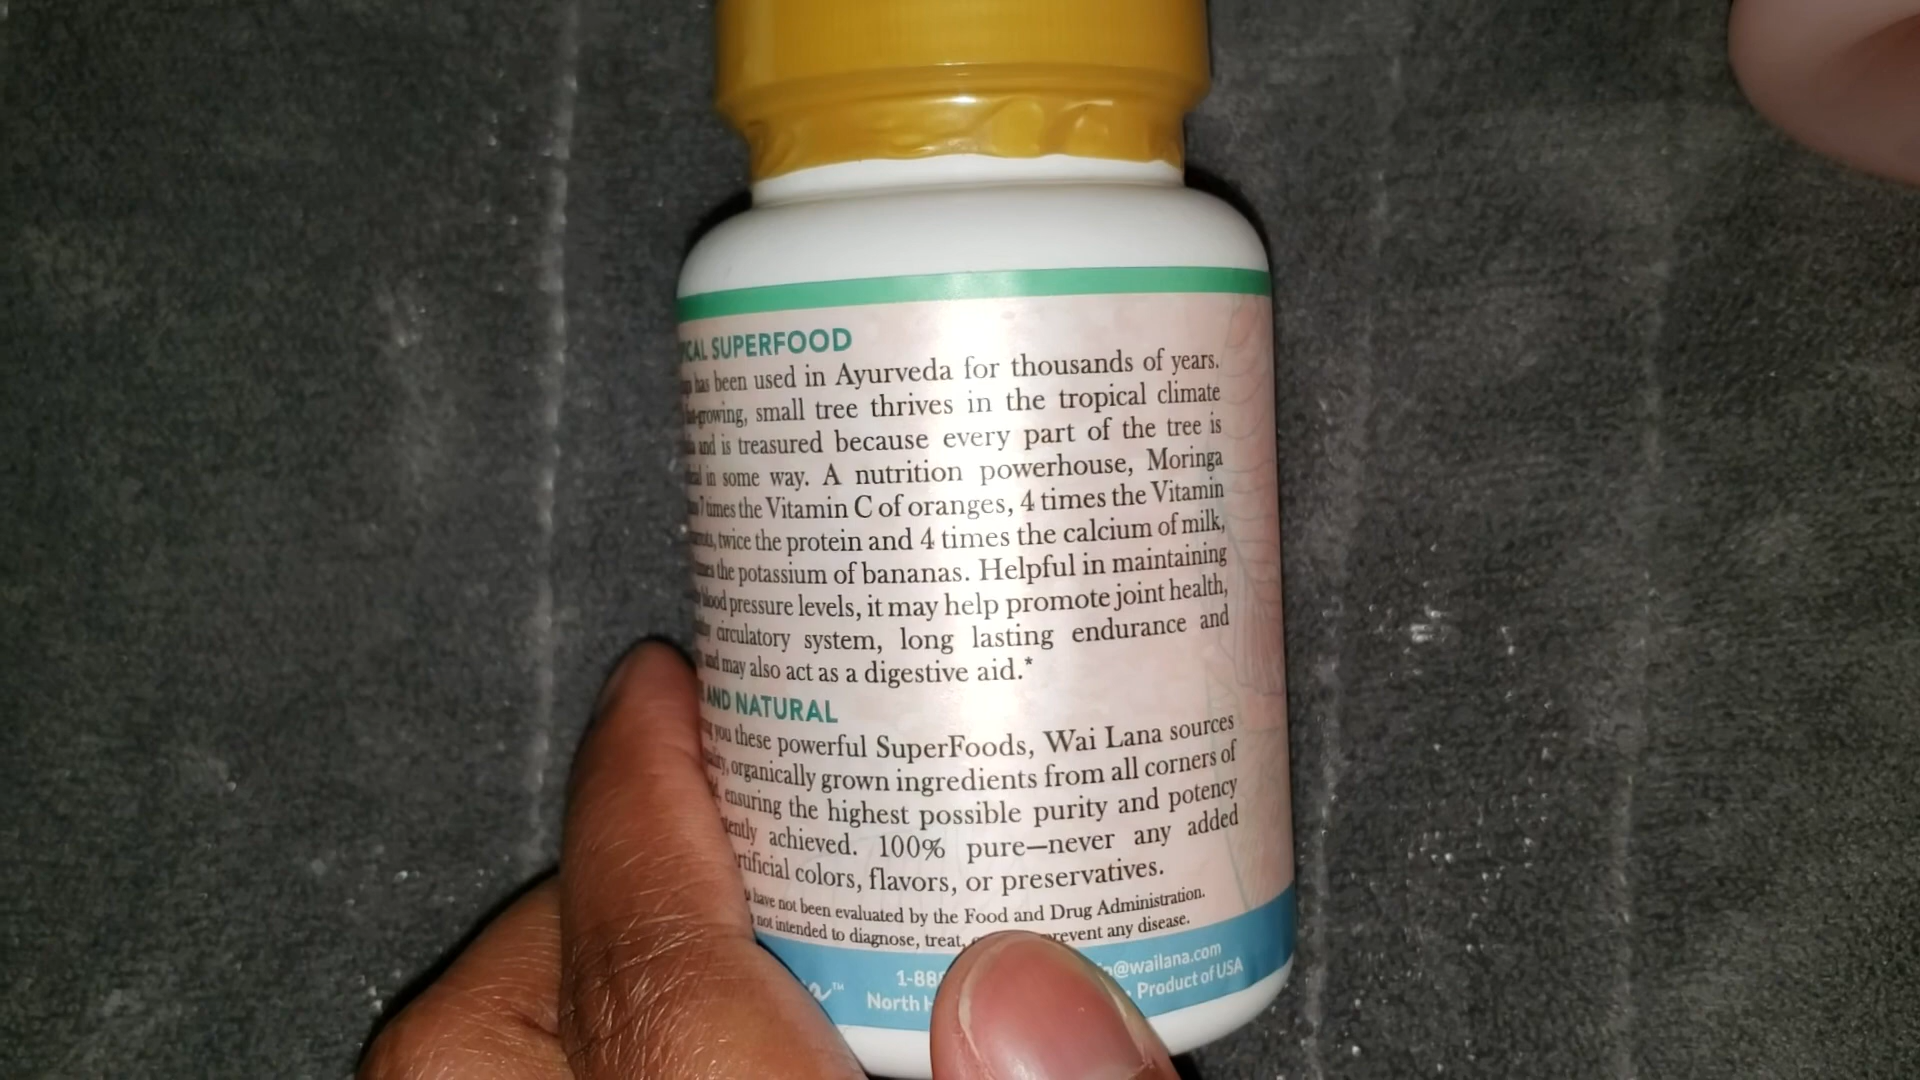 SUPERFOOD
has been used in Ayurveda for thousands of years.
growing, small tree thrives in the tropical climate
and is treasured because every part of the tree is
in some way. A nutrition powerhouse, Moringa
7 times the Vitamin C of oranges, 4 times the Vitamin
twice the protein and 4 times the calcium of milk,
the potassium of bananas. Helpful in maintaining
blood pressure levels, it may help promote joint health,
circulatory system, long lasting endurance and
and may also act as a digestive aid.*
AND NATURAL
you these powerful SuperFoods, Wai Lana sources
organically grown ingredients from all corners of
ensuring the highest possible purity and potency
achieved. 100% pure—never any added
artificial colors, flavors, or preservatives.
have not been evaluated by the Food and Drug Administration.
not intended to diagnose, treat, prevent any disease.
1-88 @wailana.com
North Product of USA